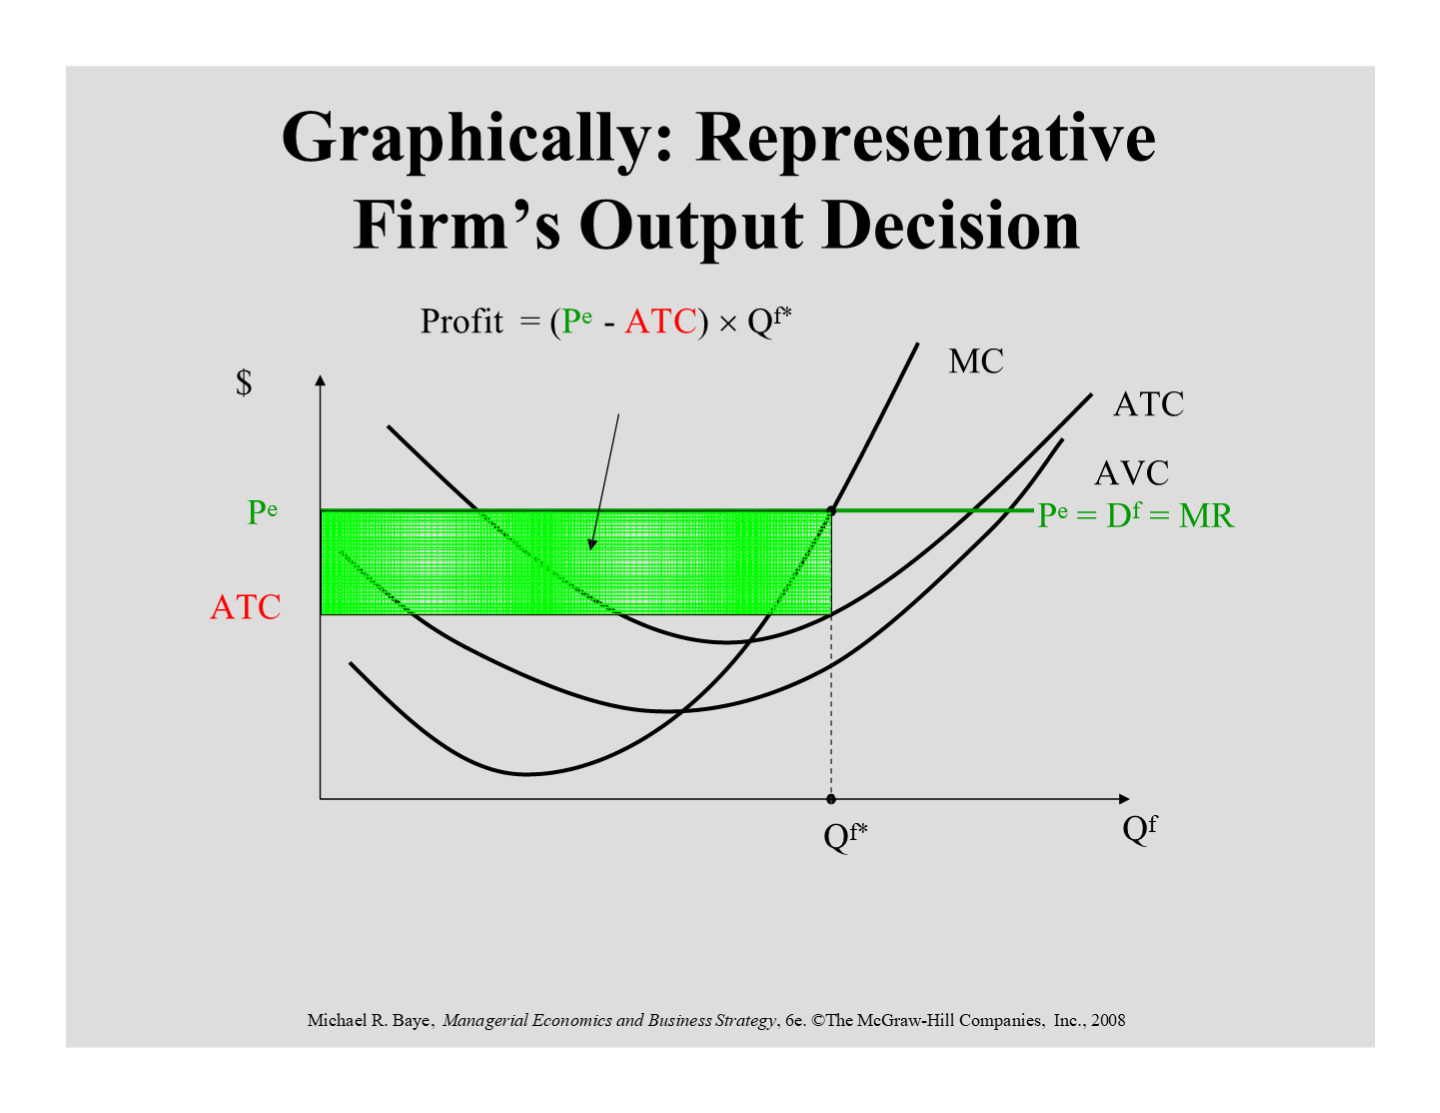 Graphically: Representative
Firm’s Output Decision
Profit = (Pᵉ - ATC) × Qᶠ*
MC
$
ATC
AVC
Pᵉ
Pᵉ = Dᶠ = MR
ATC
Qᶠ*
Qᶠ
Michael R. Baye, Managerial Economics and Business Strategy, 6e. ©The McGraw-Hill Companies, Inc., 2008